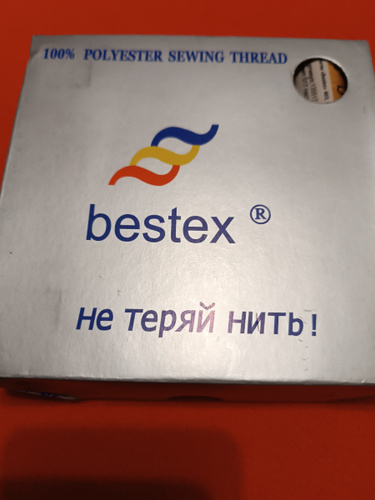 100% POLYESTER SEWING THREAD
bestex ®
не теряй нить!